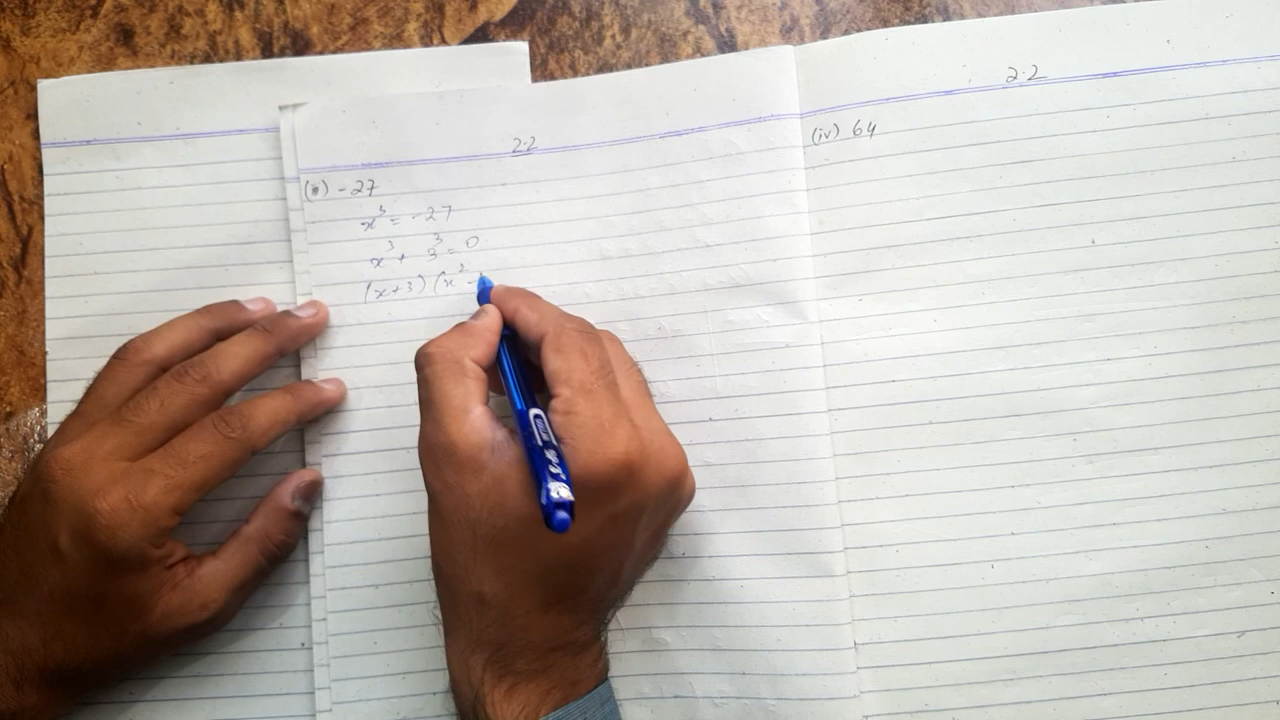 2.2
(iii) -27
x³ = -27
x³ + 3³ = 0
(x+3) (x² -
2.2
(iv) 64